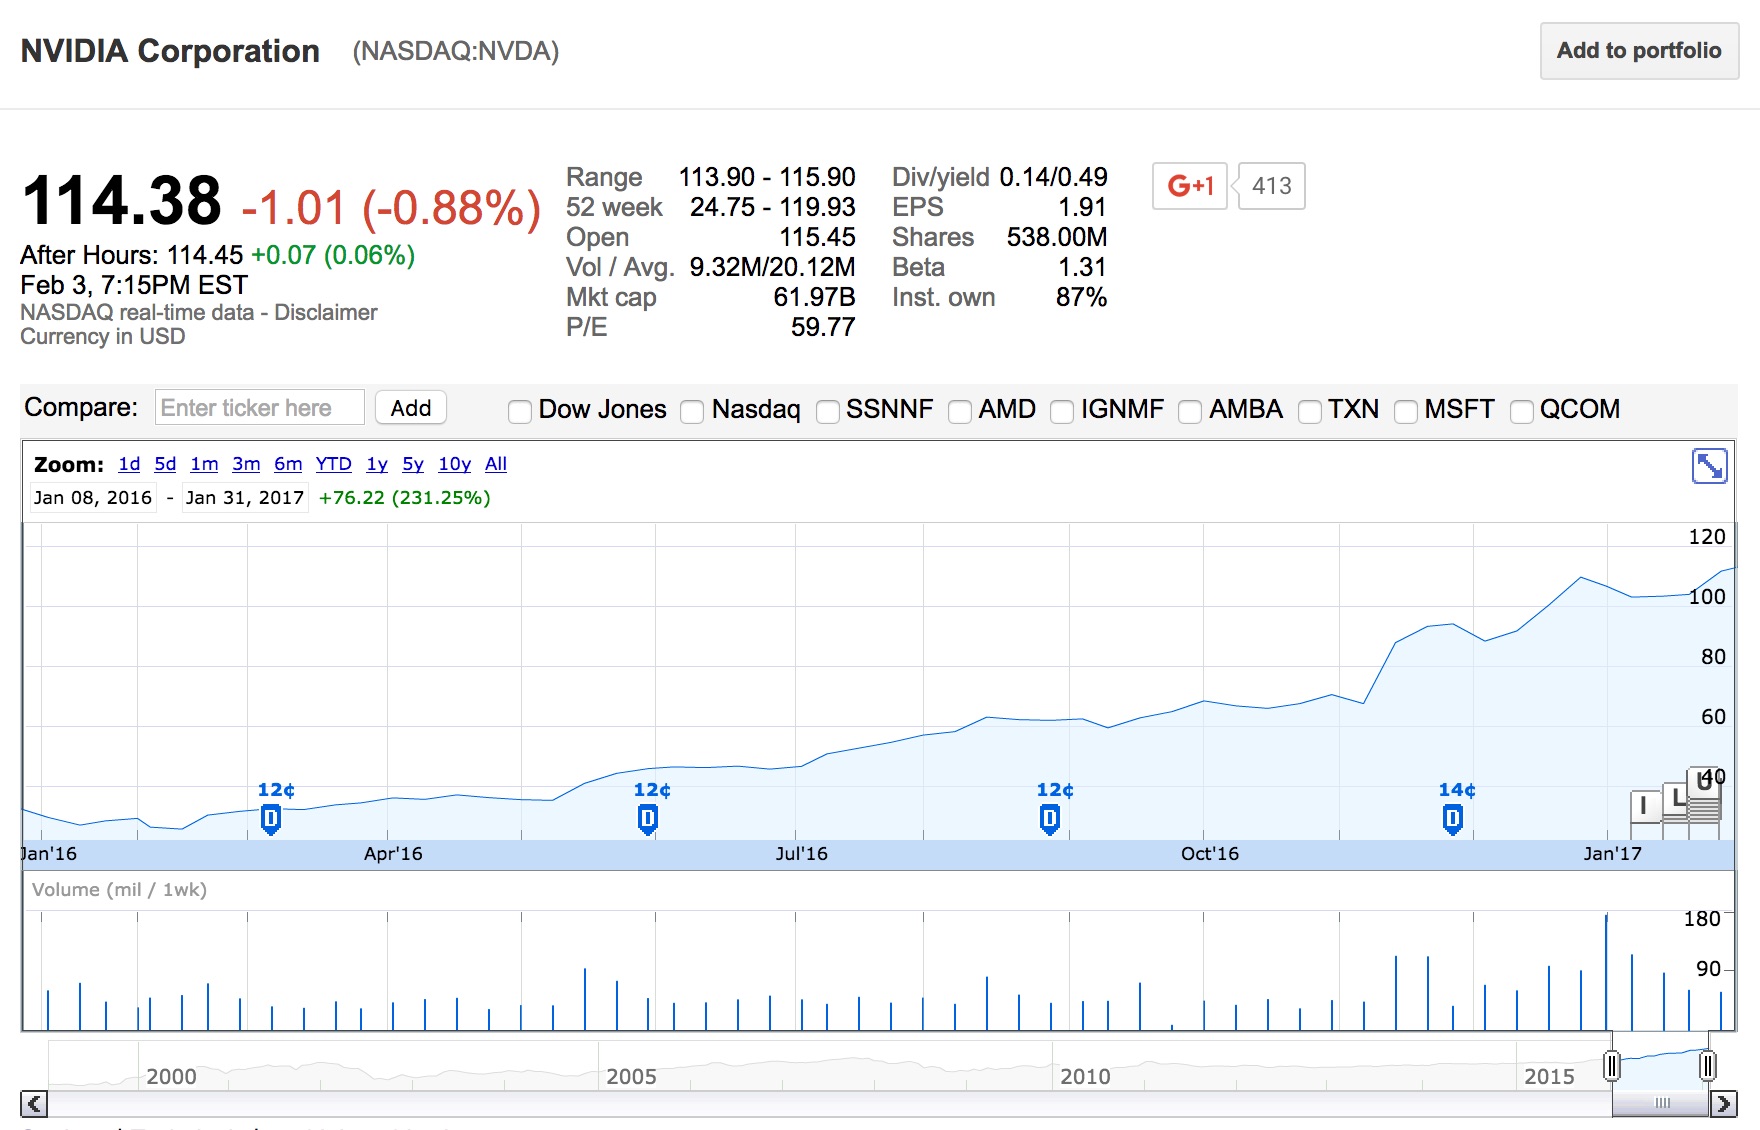 NVIDIA Corporation (NASDAQ:NVDA)
Add to portfolio
114.38 -1.01 (-0.88%)
After Hours: 114.45 +0.07 (0.06%)
Feb 3, 7:15PM EST
NASDAQ real-time data - Disclaimer
Currency in USD
Range 113.90 - 115.90
52 week 24.75 - 119.93
Open 115.45
Vol / Avg. 9.32M/20.12M
Mkt cap 61.97B
P/E 59.77
Div/yield 0.14/0.49
EPS 1.91
Shares 538.00M
Beta 1.31
Inst. own 87%
G+1 413
Compare: Enter ticker here Add Dow Jones Nasdaq SSNNF AMD IGNMF AMBA TXN MSFT QCOM
Zoom: 1d 5d 1m 3m 6m YTD 1y 5y 10y All
Jan 08, 2016 - Jan 31, 2017 +76.22 (231.25%)
120
100
80
60
40
12¢ 12¢ 12¢ 14¢
D D D D I L U
Jan'16 Apr'16 Jul'16 Oct'16 Jan'17
Volume (mil / 1wk)
180
90
2000 2005 2010 2015